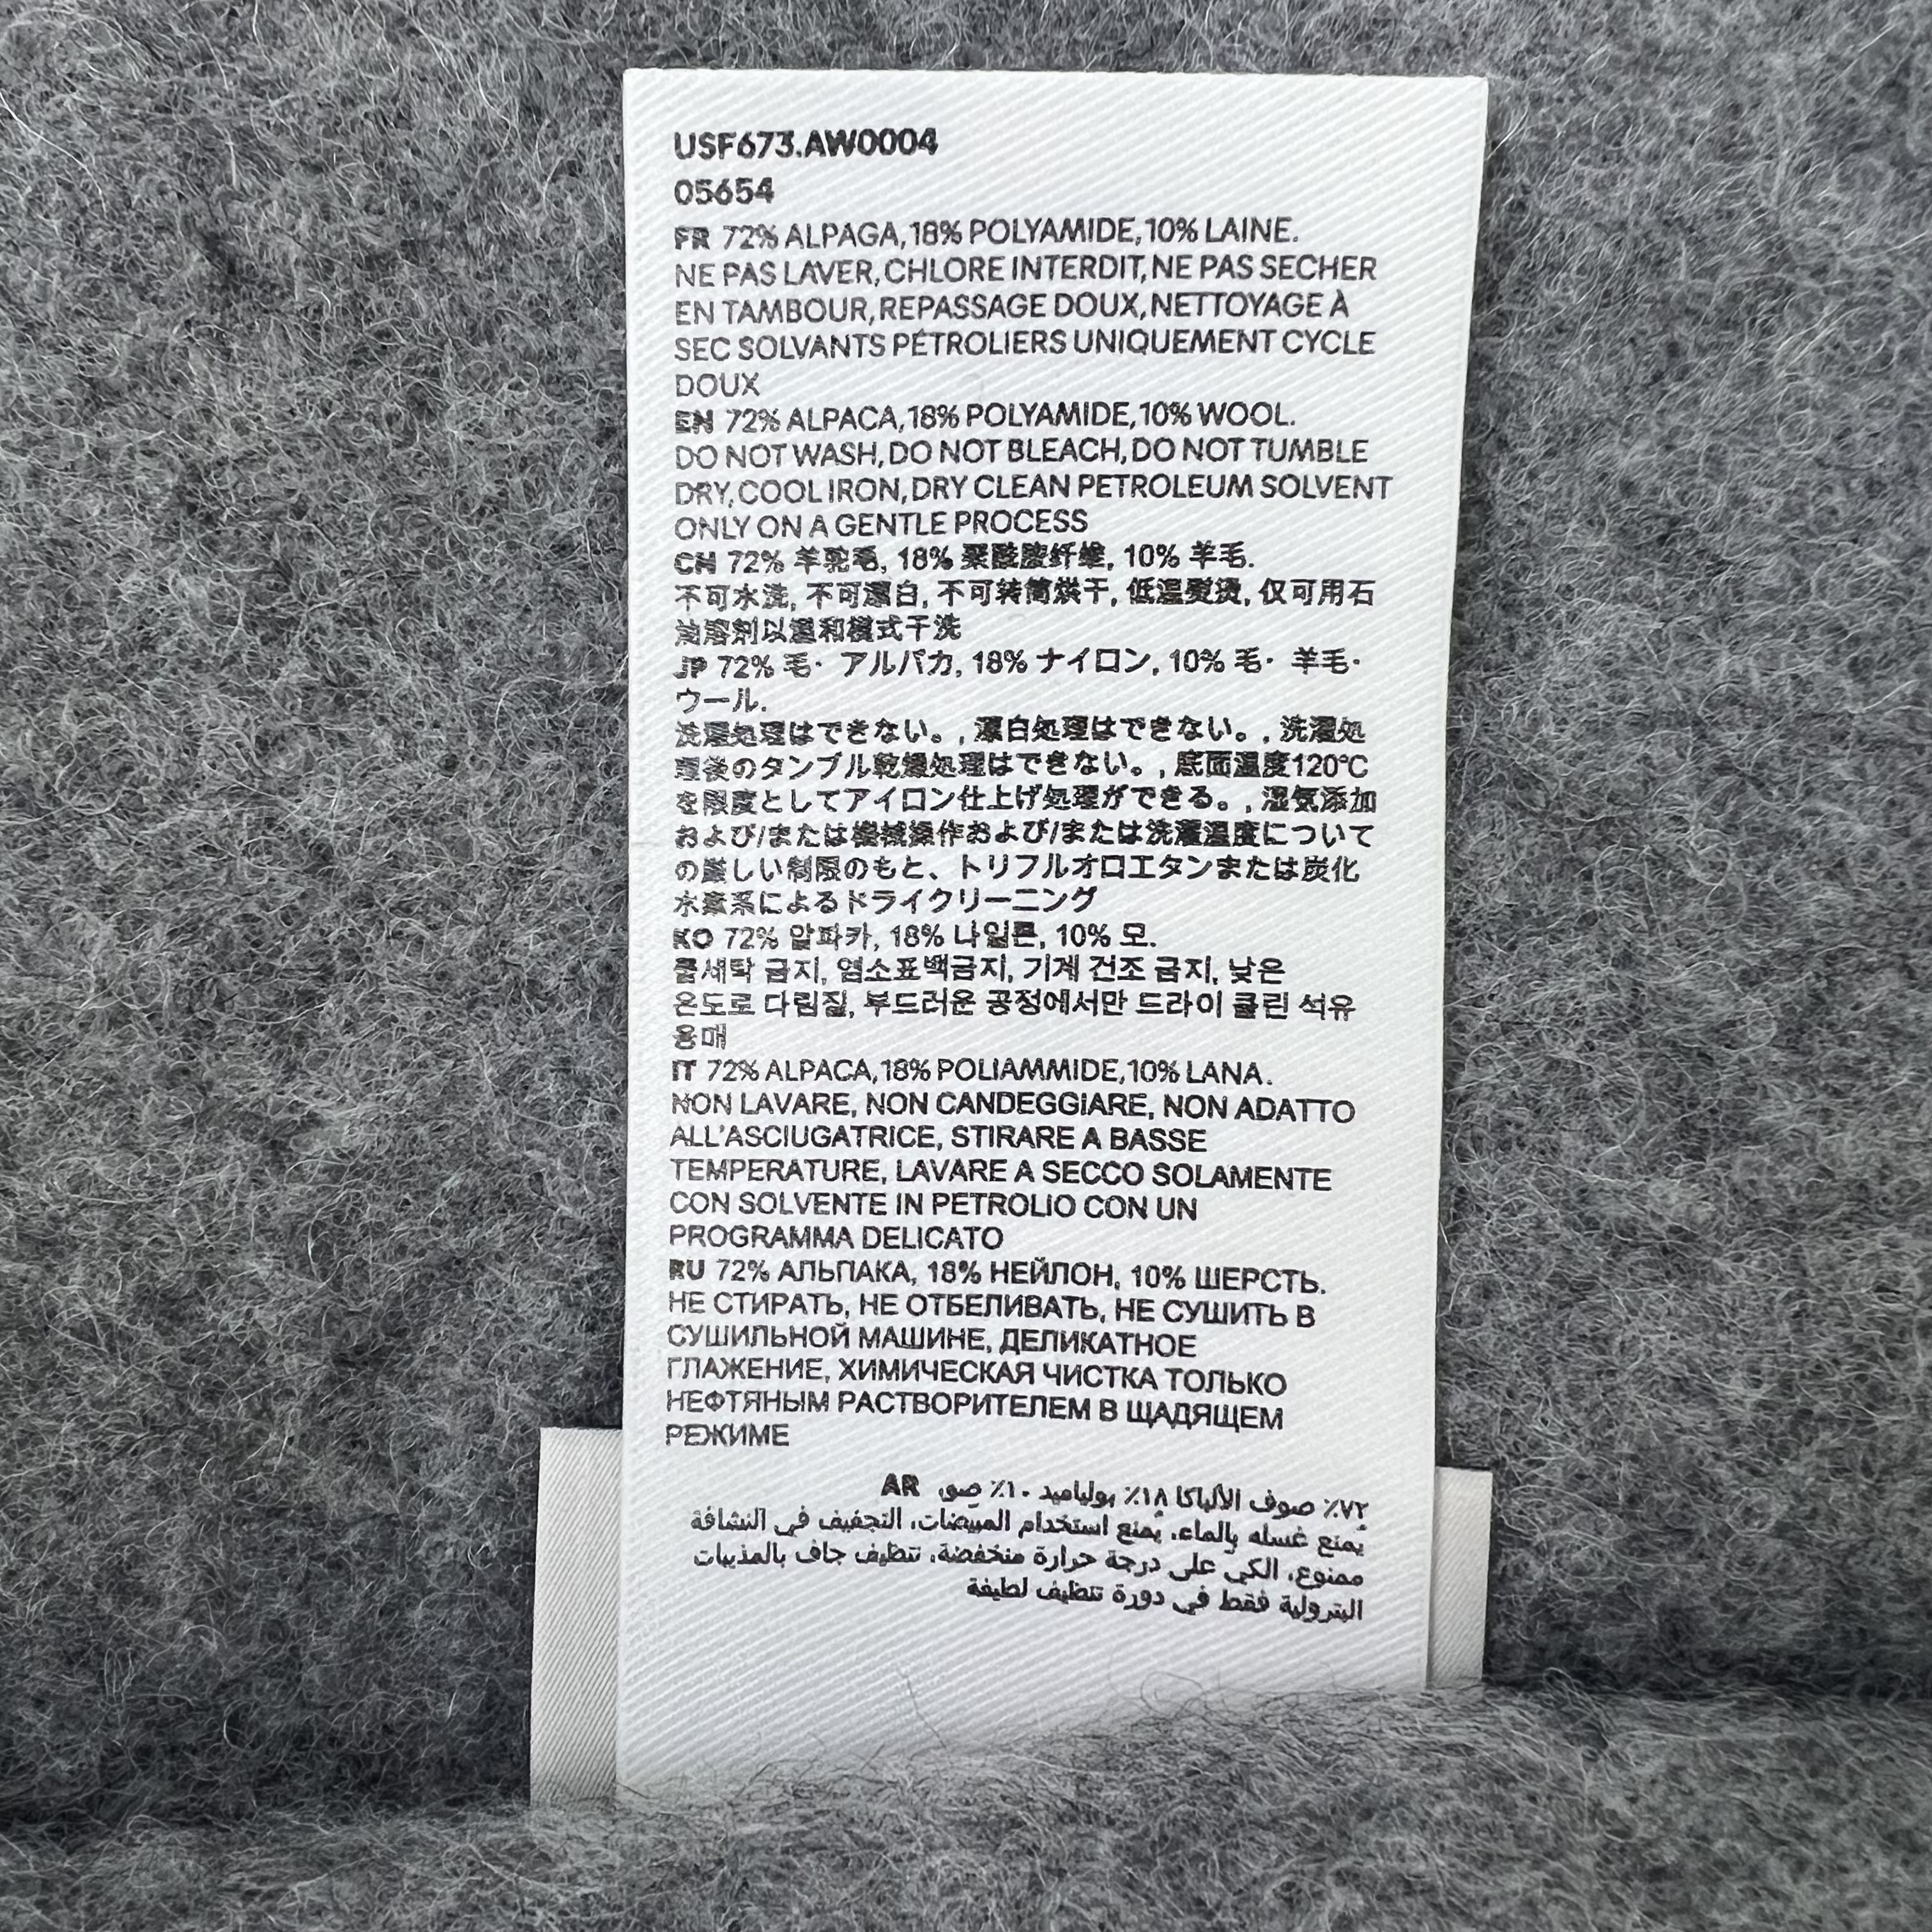 USF673.AW0004
05654
FR 72% ALPAGA, 18% POLYAMIDE, 10% LAINE.
NE PAS LAVER, CHLORE INTERDIT, NE PAS SECHER
EN TAMBOUR, REPASSAGE DOUX, NETTOYAGE À
SEC SOLVANTS PÉTROLIERS UNIQUEMENT CYCLE
DOUX
EN 72% ALPACA, 18% POLYAMIDE, 10% WOOL.
DO NOT WASH, DO NOT BLEACH, DO NOT TUMBLE
DRY, COOL IRON, DRY CLEAN PETROLEUM SOLVENT
ONLY ON A GENTLE PROCESS
CH 72% 羊驼毛, 18% 聚酰胺纤维, 10% 羊毛.
不可水洗, 不可漂白, 不可转筒烘干, 低温熨烫, 仅可用石
油溶剂以温和模式干洗
JP 72% 毛・ アルパカ, 18% ナイロン, 10% 毛・ 羊毛・
ウール.
洗濯処理はできない。, 漂白処理はできない。, 洗濯処
理後のタンブル乾燥処理はできない。, 底面温度120℃
を限度としてアイロン仕上げ処理ができる。, 湿気添加
および/または機械操作および/または洗濯温度について
の厳しい制限のもと、トリフルオロエタンまたは炭化
水素系によるドライクリーニング
KO 72% 알파카, 18% 나일론, 10% 모.
물세탁 금지, 염소표백금지, 기계 건조 금지, 낮은
온도로 다림질, 부드러운 공정에서만 드라이 클린 석유
용매
IT 72% ALPACA, 18% POLIAMMIDE, 10% LANA.
NON LAVARE, NON CANDEGGIARE, NON ADATTO
ALL'ASCIUGATRICE, STIRARE A BASSE
TEMPERATURE, LAVARE A SECCO SOLAMENTE
CON SOLVENTE IN PETROLIO CON UN
PROGRAMMA DELICATO
RU 72% АЛЬПАКА, 18% НЕЙЛОН, 10% ШЕРСТЬ.
НЕ СТИРАТЬ, НЕ ОТБЕЛИВАТЬ, НЕ СУШИТЬ В
СУШИЛЬНОЙ МАШИНЕ, ДЕЛИКАТНОЕ
ГЛАЖЕНИЕ, ХИМИЧЕСКАЯ ЧИСТКА ТОЛЬКО
НЕФТЯНЫМ РАСТВОРИТЕЛЕМ В ЩАДЯЩЕМ
РЕЖИМЕ
٧٢٪ صوف الألباكا ١٨٪ بولياميد ١٠٪ صوف AR
يُمنع غسله بالماء، يُمنع استخدام المبيّضات، التجفيف في النشافة
ممنوع، الكي على درجة حرارة منخفضة، تنظيف جاف بالمذيبات
البترولية فقط في دورة تنظيف لطيفة